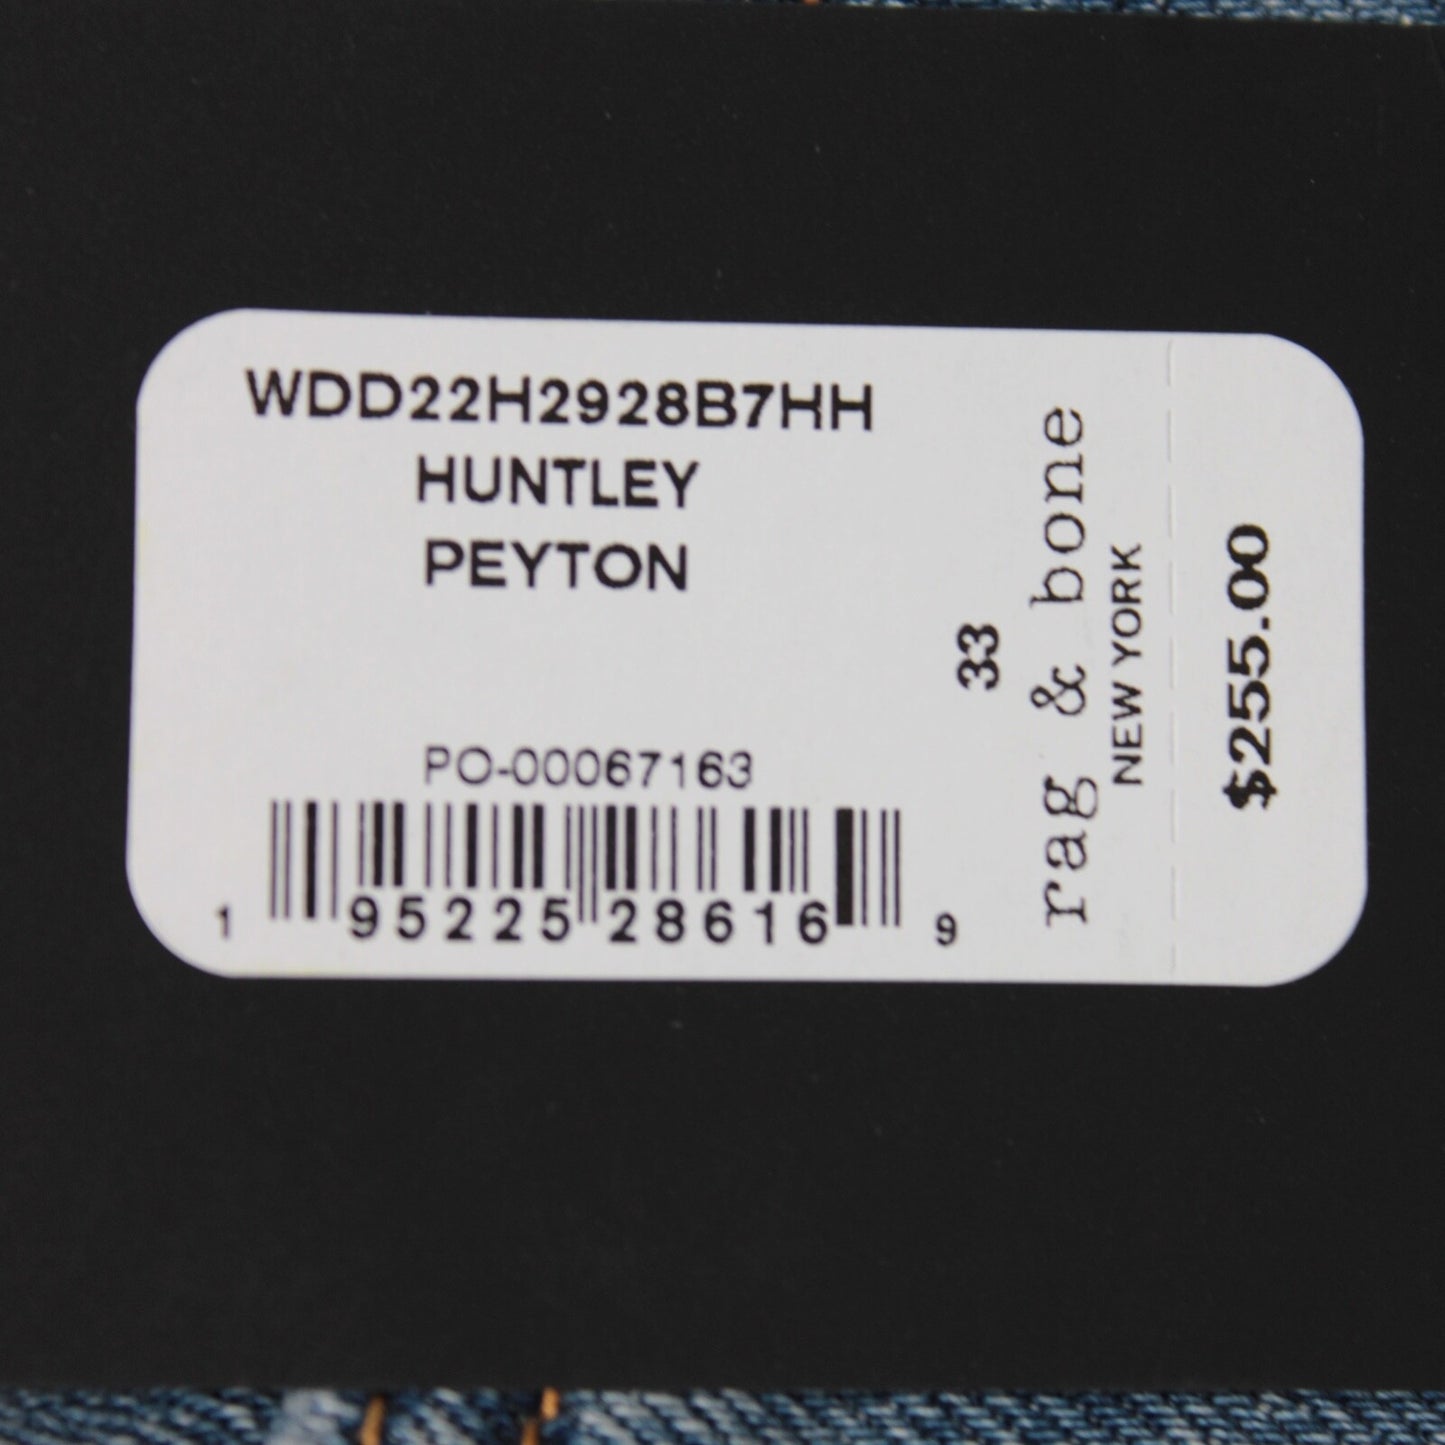 WDD22H2928B7HH
HUNTLEY
PEYTON
PO-00067163
1 95225 28616 9
33
rag & bone
NEW YORK
$255.00